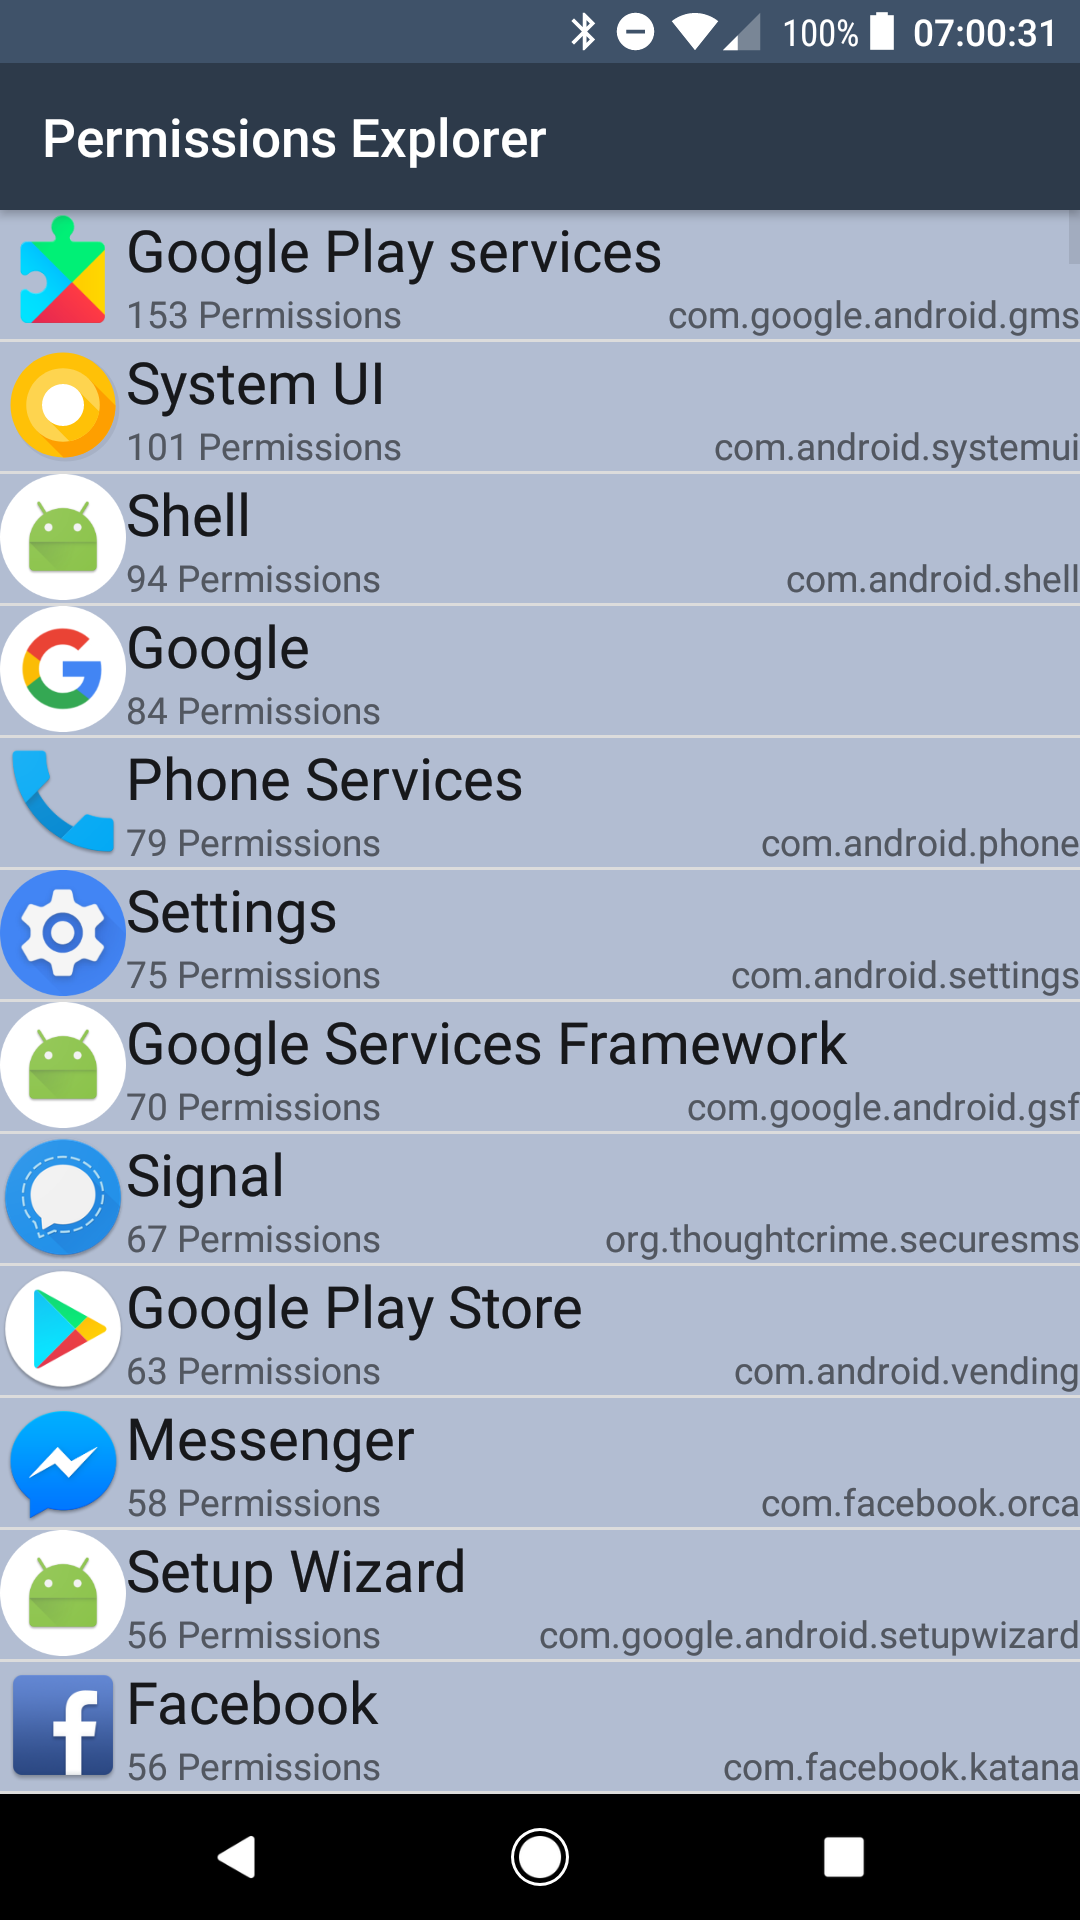 100% 07:00:31
Permissions Explorer
Google Play services
153 Permissions com.google.android.gms
System UI
101 Permissions com.android.systemui
Shell
94 Permissions com.android.shell
Google
84 Permissions
Phone Services
79 Permissions com.android.phone
Settings
75 Permissions com.android.settings
Google Services Framework
70 Permissions com.google.android.gsf
Signal
67 Permissions org.thoughtcrime.securesms
Google Play Store
63 Permissions com.android.vending
Messenger
58 Permissions com.facebook.orca
Setup Wizard
56 Permissions com.google.android.setupwizard
Facebook
56 Permissions com.facebook.katana